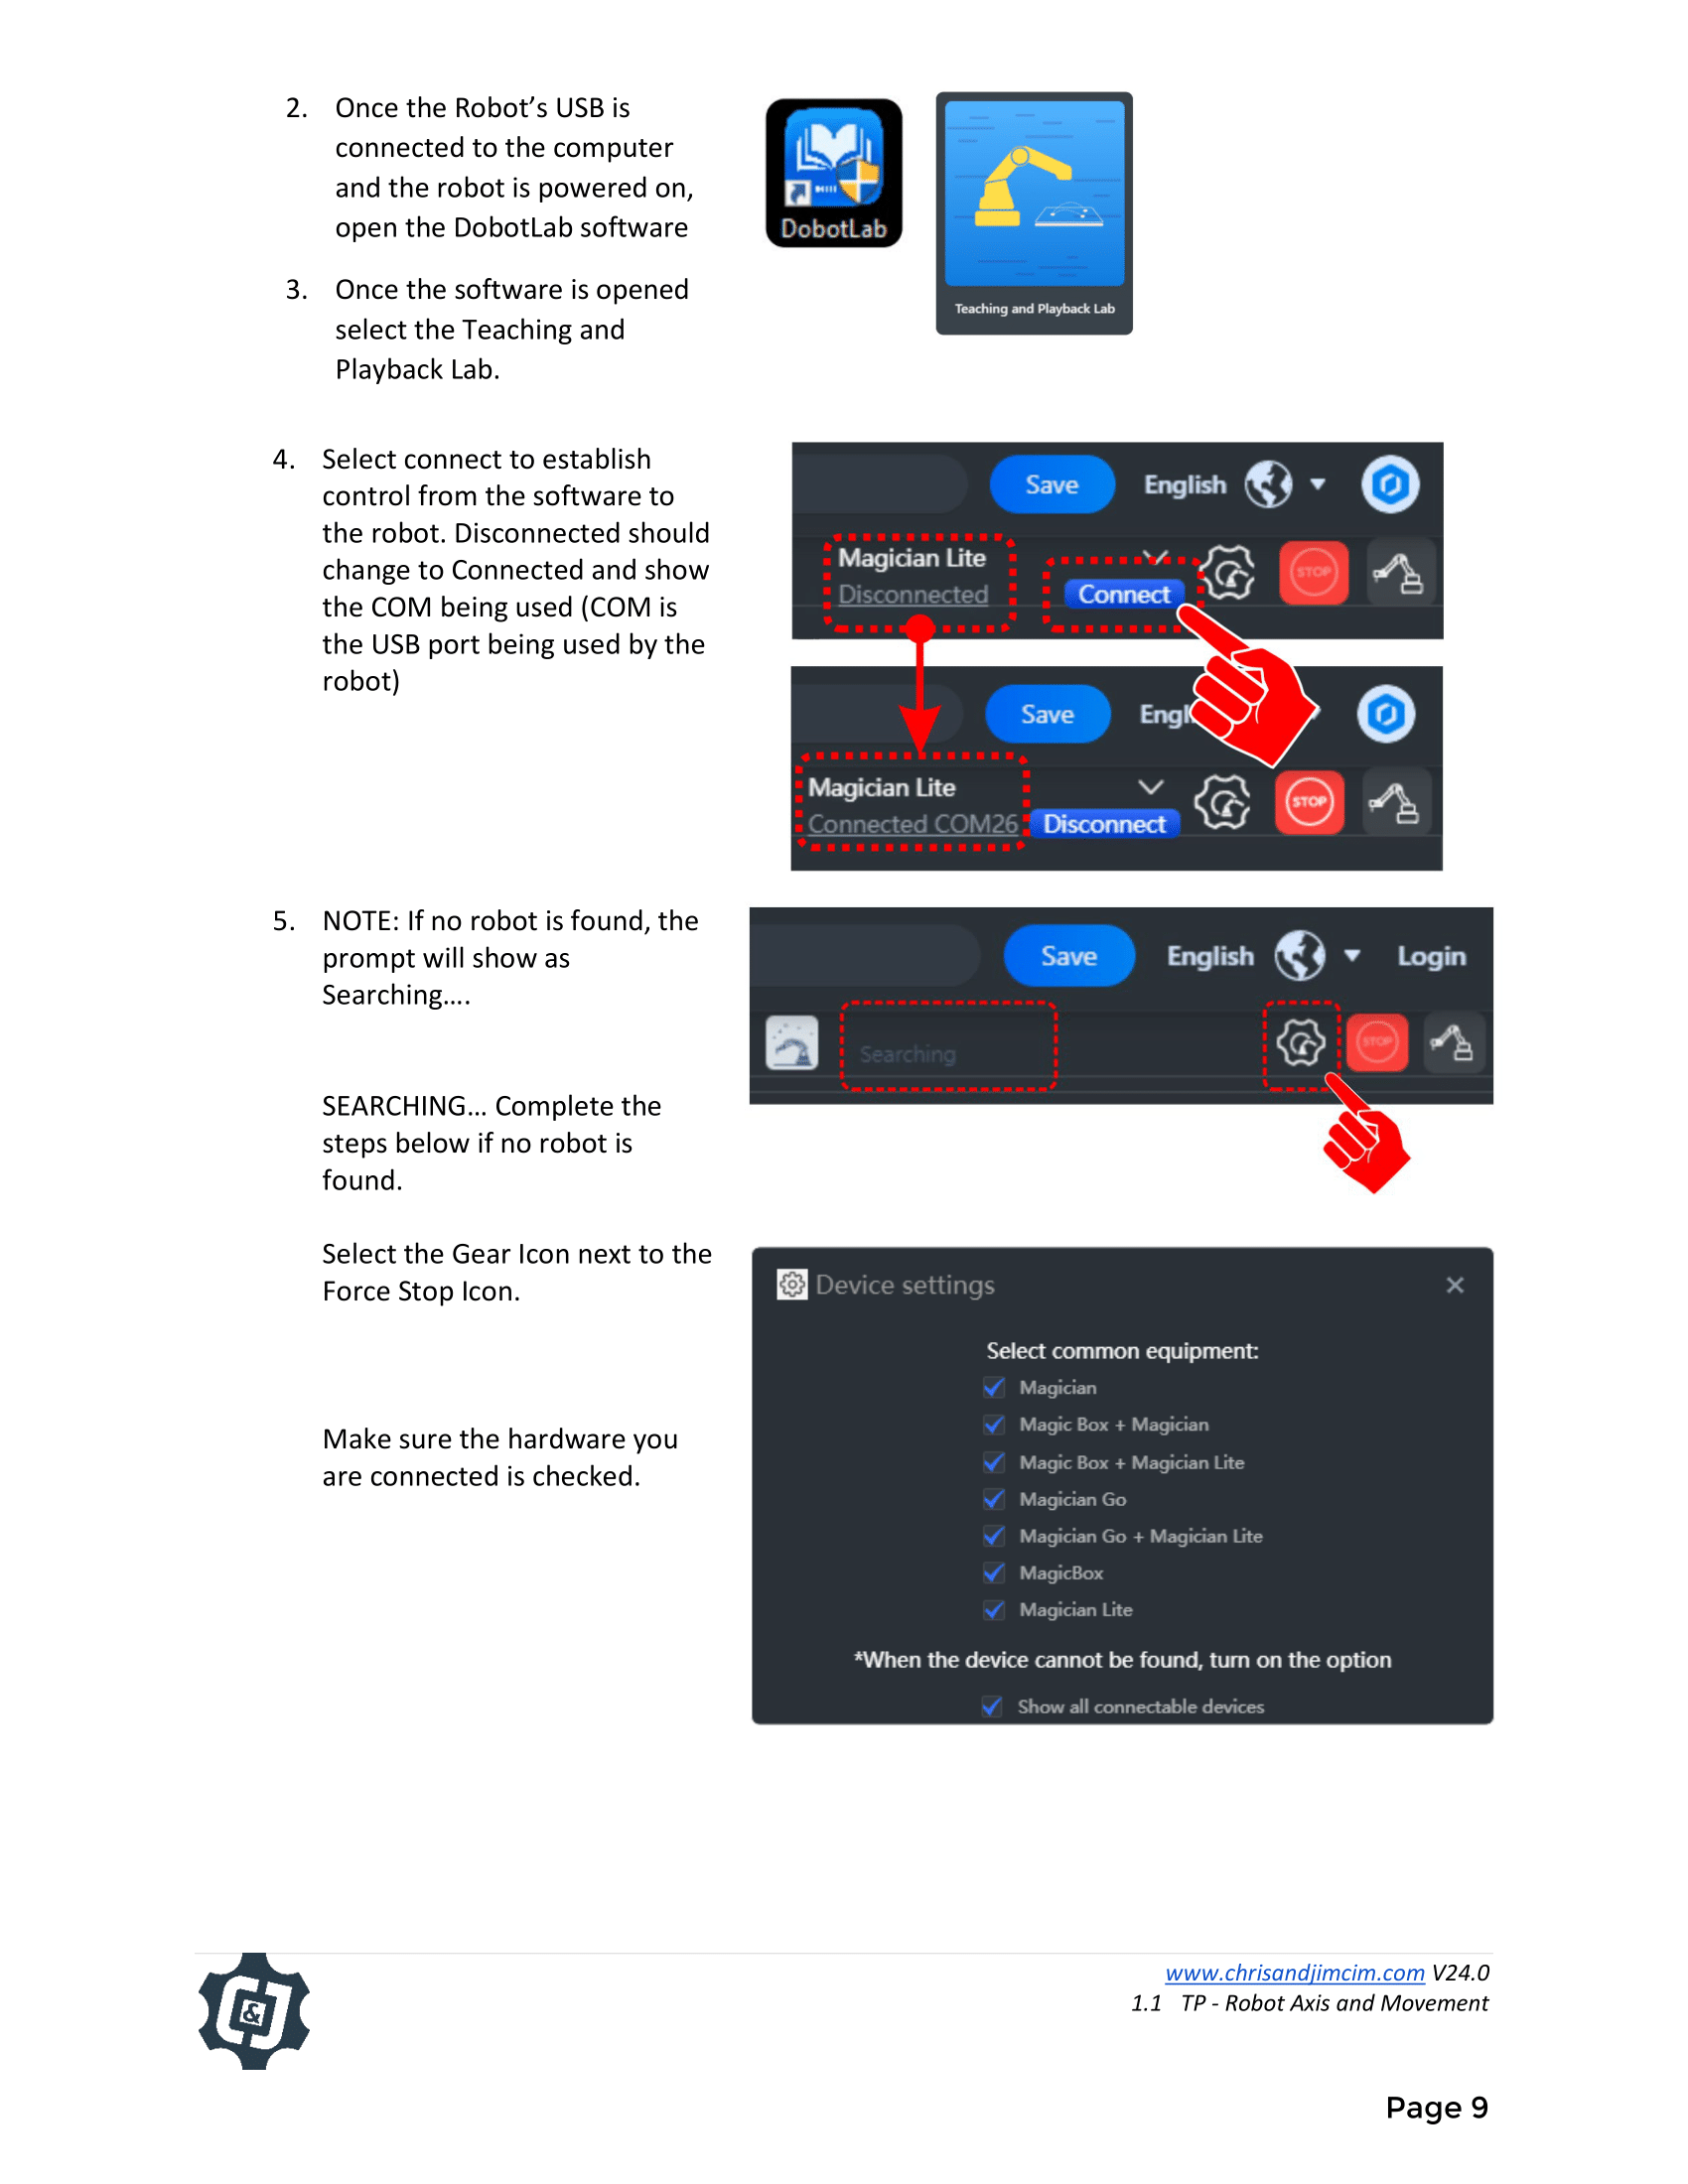 2. Once the Robot’s USB is
connected to the computer
and the robot is powered on,
open the DobotLab software
DobotLab
Teaching and Playback Lab
3. Once the software is opened
select the Teaching and
Playback Lab.
4. Select connect to establish
control from the software to
the robot. Disconnected should
change to Connected and show
the COM being used (COM is
the USB port being used by the
robot)
Save English
Magician Lite
Disconnected Connect STOP
Save Engl
Magician Lite
Connected COM26 Disconnect STOP
5. NOTE: If no robot is found, the
prompt will show as
Searching….
Save English Login
Searching STOP
SEARCHING… Complete the
steps below if no robot is
found.
Select the Gear Icon next to the
Force Stop Icon.
Make sure the hardware you
are connected is checked.
Device settings
Select common equipment:
Magician
Magic Box + Magician
Magic Box + Magician Lite
Magician Go
Magician Go + Magician Lite
MagicBox
Magician Lite
*When the device cannot be found, turn on the option
Show all connectable devices
&
www.chrisandjimcim.com V24.0
1.1 TP - Robot Axis and Movement
Page 9